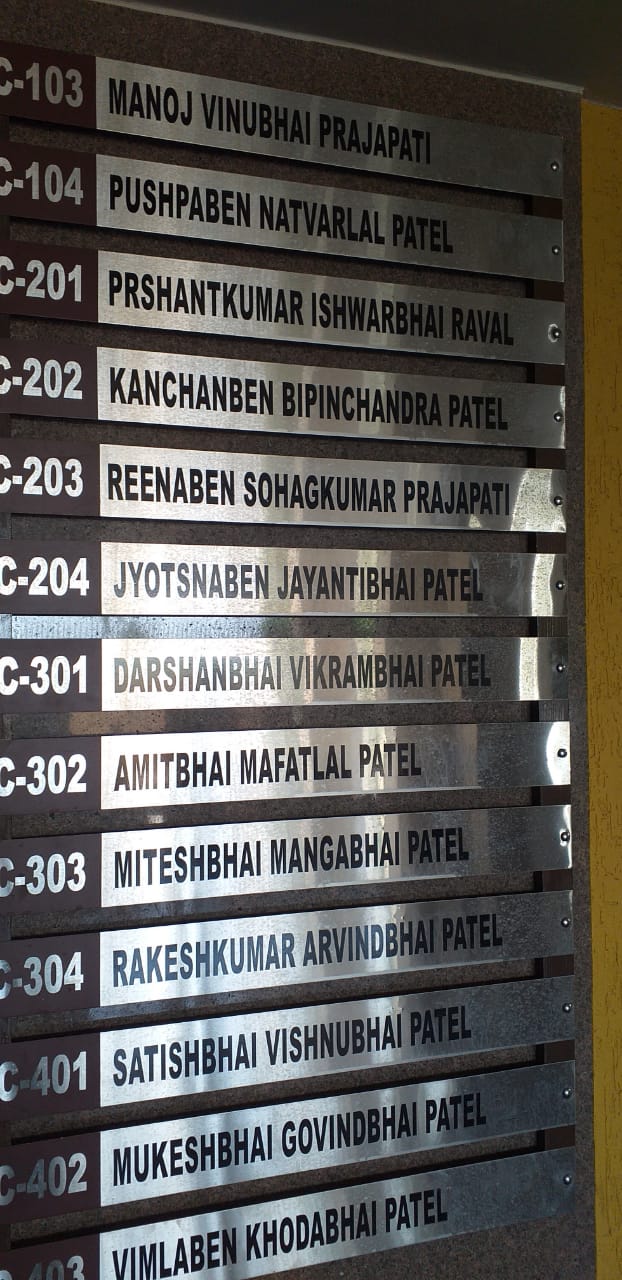 C-103 MANOJ VINUBHAI PRAJAPATI
C-104 PUSHPABEN NATVARLAL PATEL
C-201 PRSHANTKUMAR ISHWARBHAI RAVAL
C-202 KANCHANBEN BIPINCHANDRA PATEL
C-203 REENABEN SOHAGKUMAR PRAJAPATI
C-204 JYOTSNABEN JAYANTIBHAI PATEL
C-301 DARSHANBHAI VIKRAMBHAI PATEL
C-302 AMITBHAI MAFATLAL PATEL
C-303 MITESHBHAI MANGABHAI PATEL
C-304 RAKESHKUMAR ARVINDBHAI PATEL
C-401 SATISHBHAI VISHNUBHAI PATEL
C-402 MUKESHBHAI GOVINDBHAI PATEL
C-403 VIMLABEN KHODABHAI PATEL